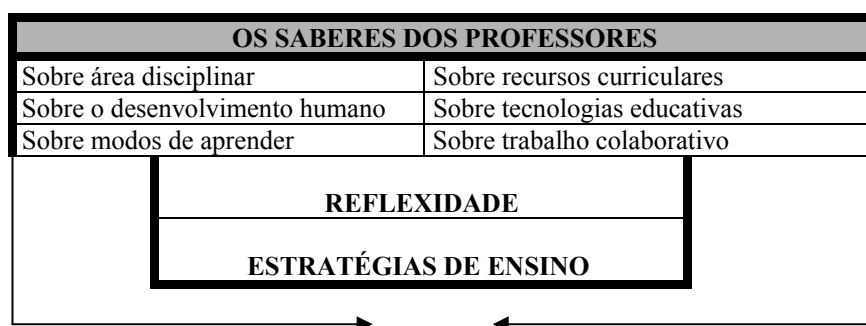 OS SABERES DOS PROFESSORES
Sobre área disciplinar Sobre recursos curriculares
Sobre o desenvolvimento humano Sobre tecnologias educativas
Sobre modos de aprender Sobre trabalho colaborativo
REFLEXIDADE
ESTRATÉGIAS DE ENSINO